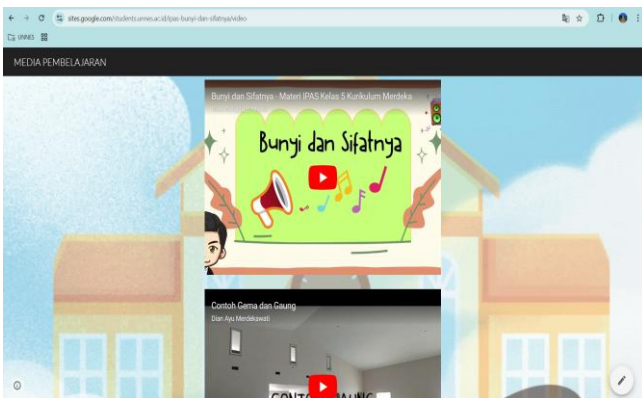 sites.google.com/students.unnes.ac.id/ipas-bunyi-dan-sifatnya/video
UNNES
MEDIA PEMBELAJARAN
Bunyi dan Sifatnya - Materi IPAS Kelas 5 Kurikulum Merdeka
Bunyi dan Sifatnya
Contoh Gema dan Gaung
Dian Ayu Merdekawati